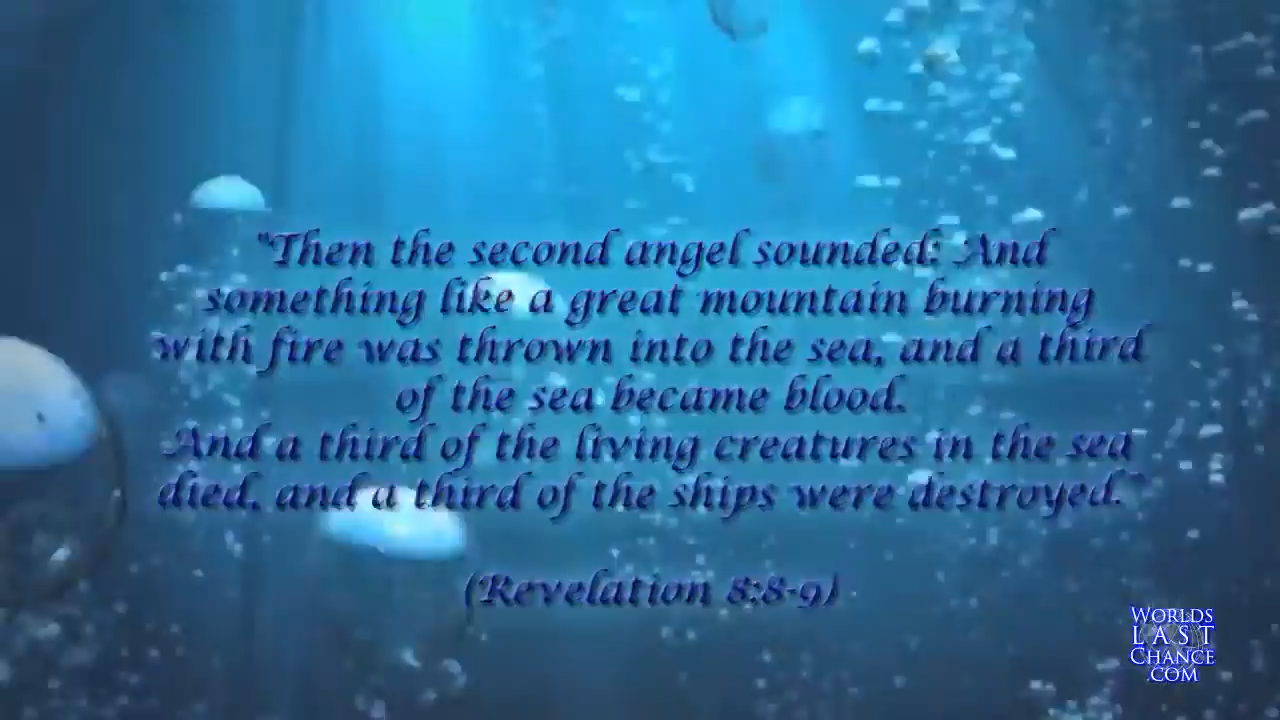 "Then the second angel sounded: And
something like a great mountain burning
with fire was thrown into the sea, and a third
of the sea became blood.
And a third of the living creatures in the sea
died, and a third of the ships were destroyed."
(Revelation 8:8-9)
WORLDS
LAST
CHANCE
.COM